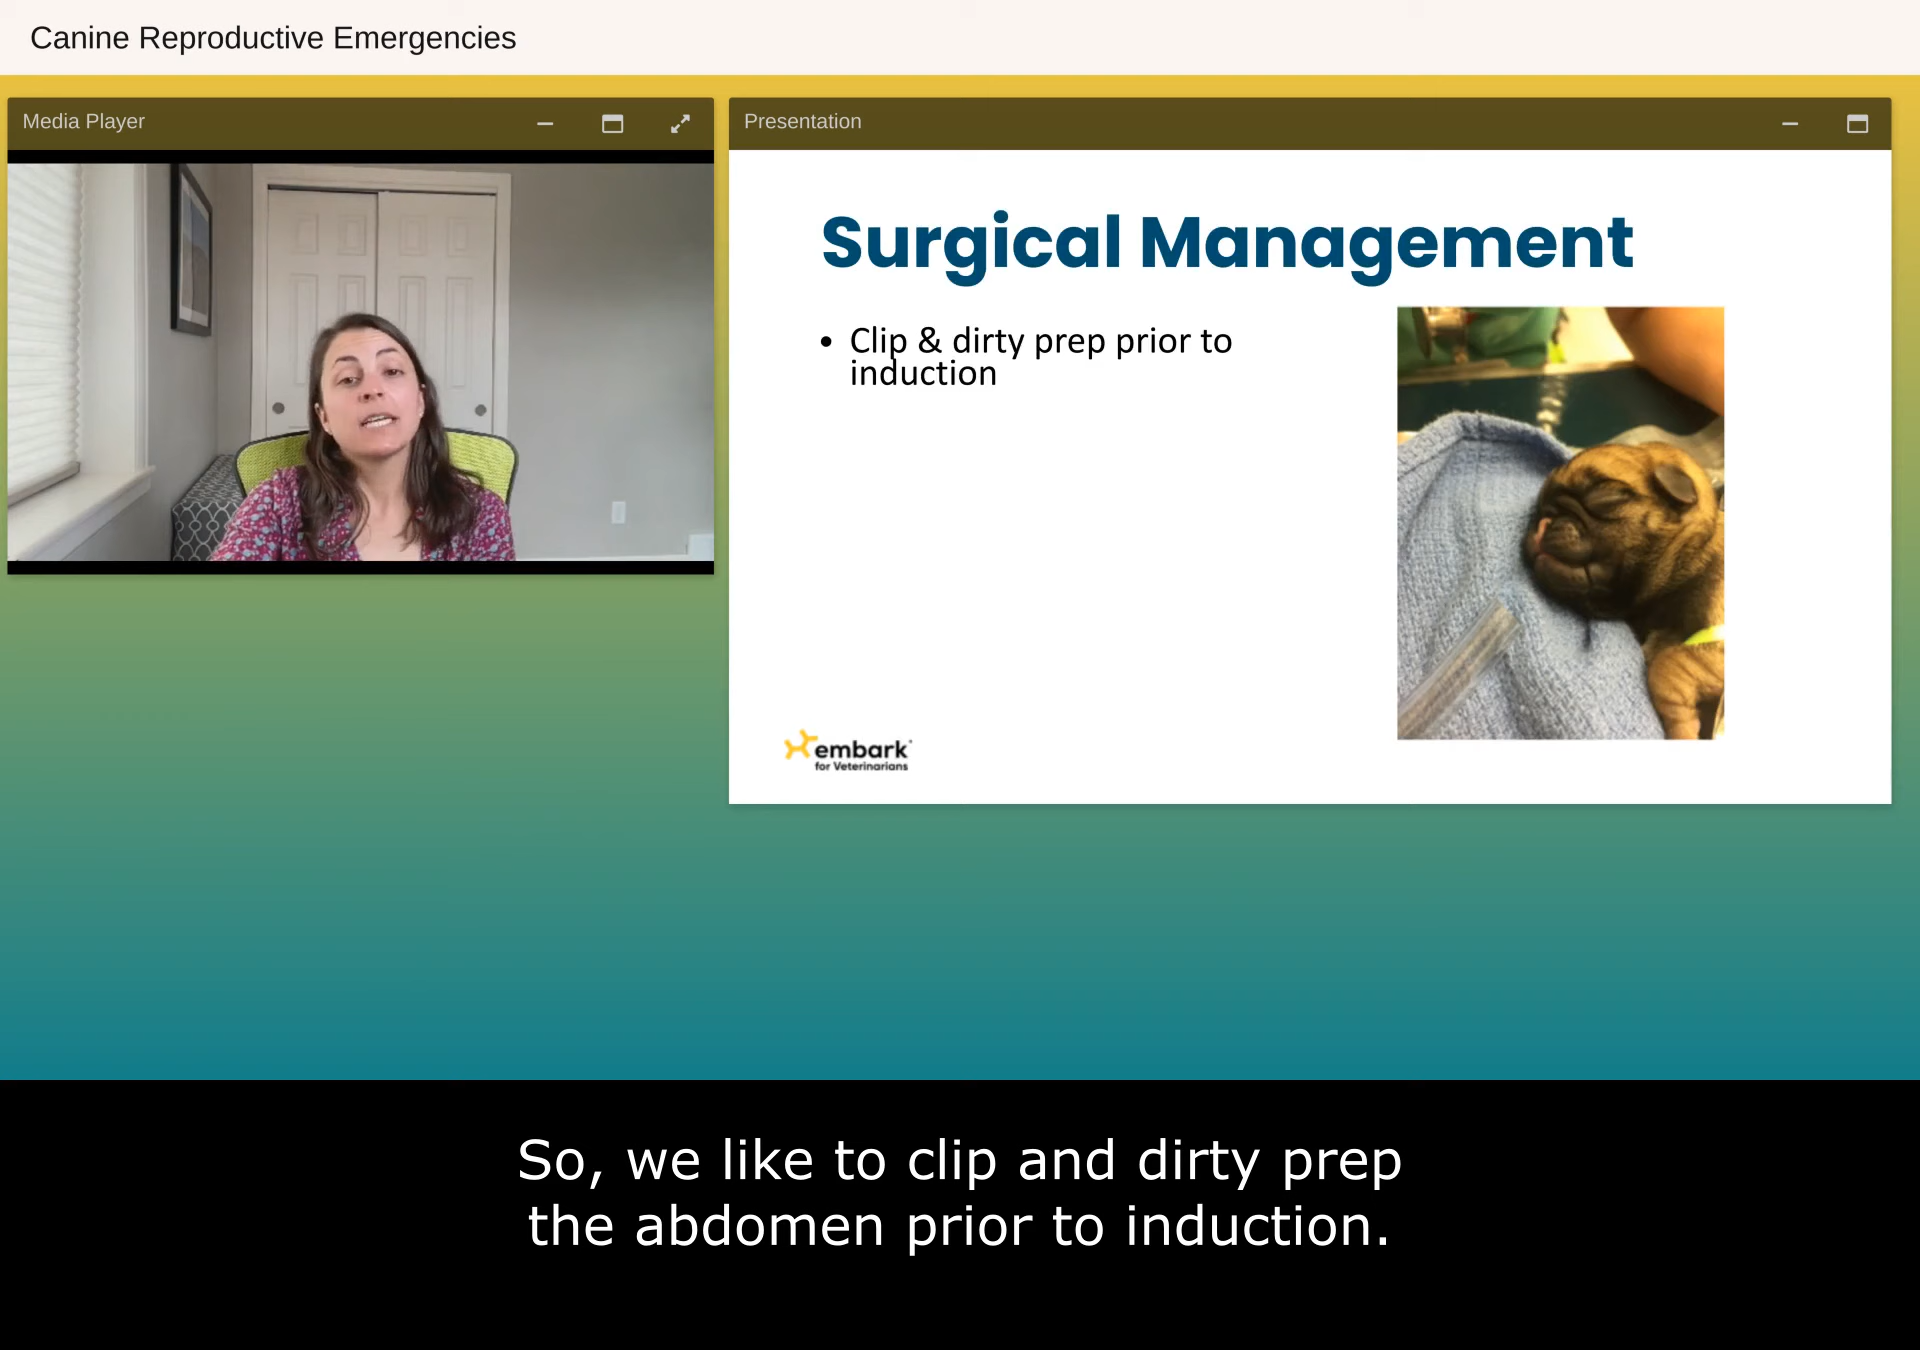 Canine Reproductive Emergencies
Media Player
Presentation
Surgical Management
• Clip & dirty prep prior to
induction
embark
for Veterinarians
So, we like to clip and dirty prep
the abdomen prior to induction.